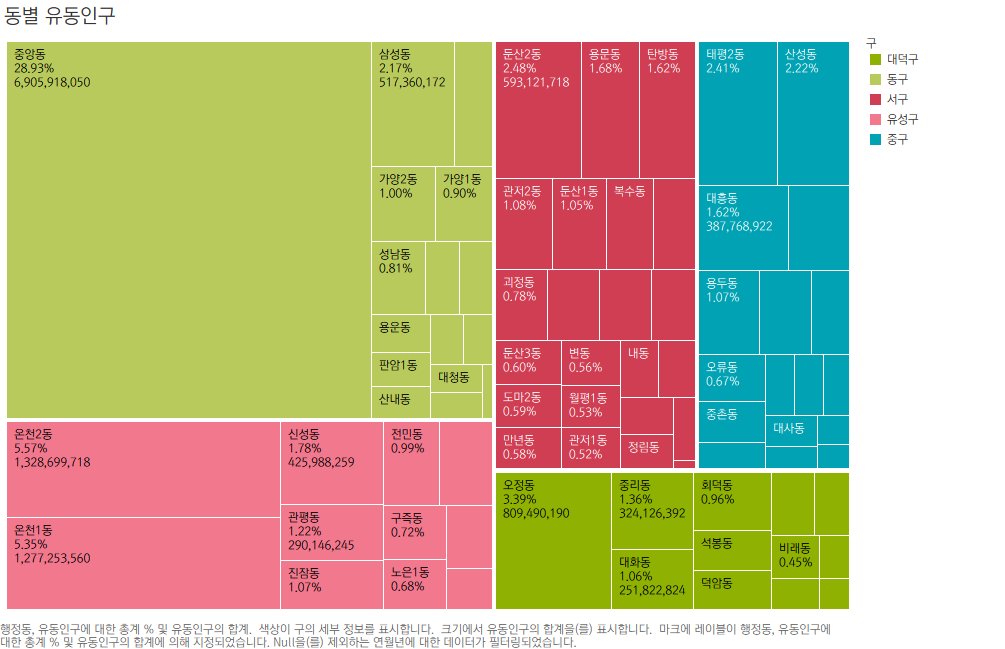 동별 유동인구
중앙동
28.93%
6,905,918,050
삼성동
2.17%
517,360,172
가양2동
1.00%
가양1동
0.90%
성남동
0.81%
용운동
판암1동
대청동
산내동
둔산2동
2.48%
593,121,718
용문동
1.68%
탄방동
1.62%
관저2동
1.08%
둔산1동
1.05%
복수동
괴정동
0.78%
둔산3동
0.60%
변동
0.56%
내동
도마2동
0.59%
월평1동
0.53%
만년동
0.58%
관저1동
0.52%
정림동
태평2동
2.41%
산성동
2.22%
대흥동
1.62%
387,768,922
용두동
1.07%
오류동
0.67%
중촌동
대사동
온천2동
5.57%
1,328,699,718
온천1동
5.35%
1,277,253,560
신성동
1.78%
425,988,259
전민동
0.99%
관평동
1.22%
290,146,245
구즉동
0.72%
진잠동
1.07%
노은1동
0.68%
오정동
3.39%
809,490,190
중리동
1.36%
324,126,392
회덕동
0.96%
대화동
1.06%
251,822,824
석봉동
덕암동
비래동
0.45%
구
대덕구
동구
서구
유성구
중구
행정동, 유동인구에 대한 총계 % 및 유동인구의 합계. 색상이 구의 세부 정보를 표시합니다. 크기에서 유동인구의 합계을(를) 표시합니다. 마크에 레이블이 행정동, 유동인구에
대한 총계 % 및 유동인구의 합계에 의해 지정되었습니다. Null을(를) 제외하는 연월년에 대한 데이터가 필터링되었습니다.